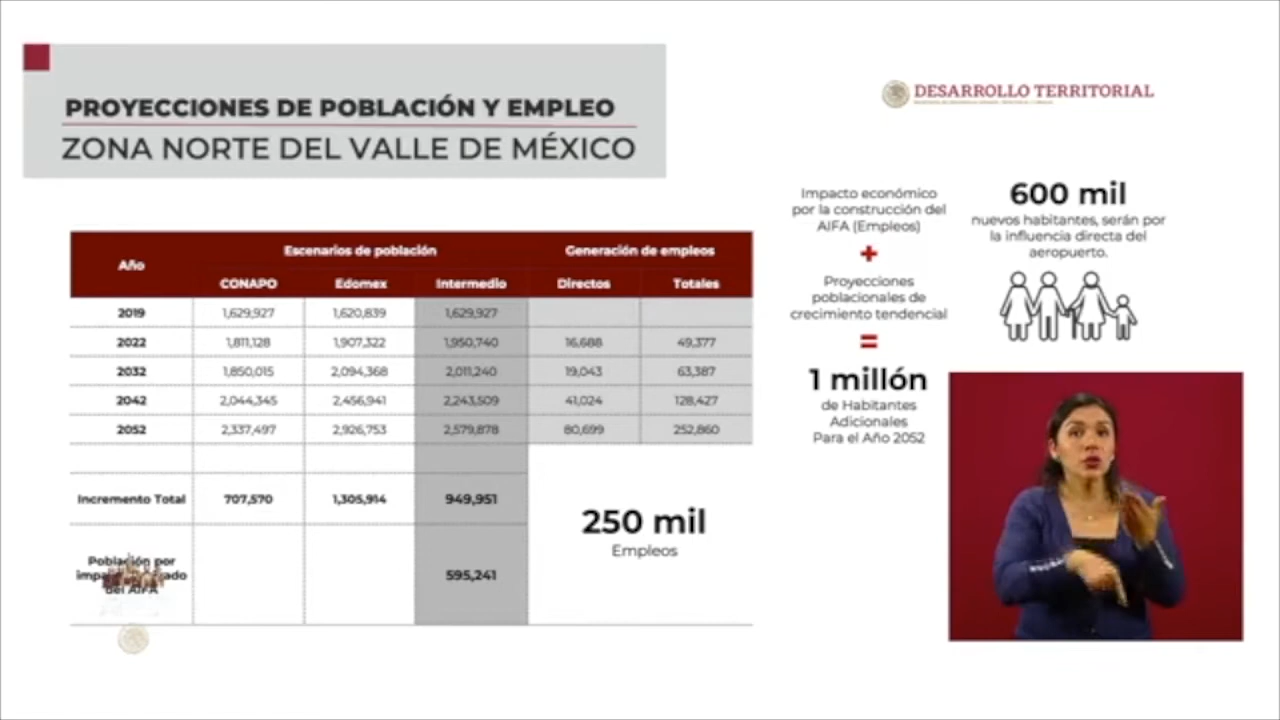 PROYECCIONES DE POBLACIÓN Y EMPLEO
ZONA NORTE DEL VALLE DE MÉXICO
DESARROLLO TERRITORIAL
Año
Escenarios de población
Generación de empleos
CONAPO Edomex Intermedio Directos Totales
2019 1,629,927 1,620,839 1,629,927
2022 1,811,128 1,907,322 1,950,740 16,688 49,377
2032 1,850,015 2,094,368 2,011,240 19,043 63,387
2042 2,044,345 2,456,941 2,243,509 41,024 128,427
2052 2,337,497 2,926,753 2,579,878 80,699 252,860
Incremento Total 707,570 1,305,914 949,951
Población por
del AIFA
595,241
250 mil
Empleos
Impacto económico
por la construcción del
AIFA (Empleos)
+
Proyecciones
poblacionales de
crecimiento tendencial
=
1 millón
de Habitantes
Adicionales
Para el Año 2052
600 mil
nuevos habitantes, serán por
la influencia directa del
aeropuerto.